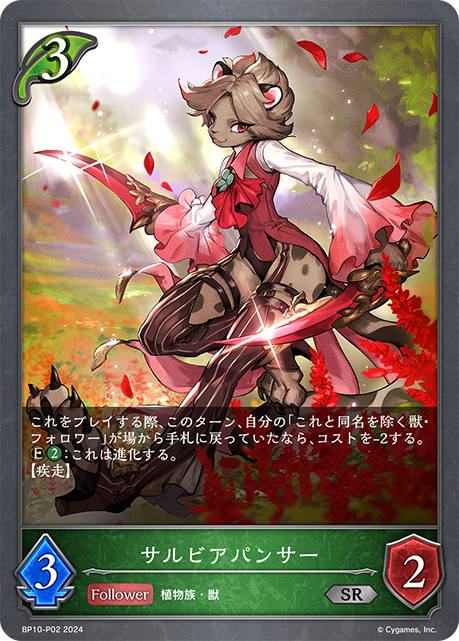 3
これをプレイする際、このターン、自分の「これと同名を除く獣・
フォロワー」が場から手札に戻っていたなら、コストを-2する。
E 2：これは進化する。
【疾走】
サルビアパンサー
3
Follower 植物族・獣
SR
2
BP10-P02 2024
© Cygames, Inc.